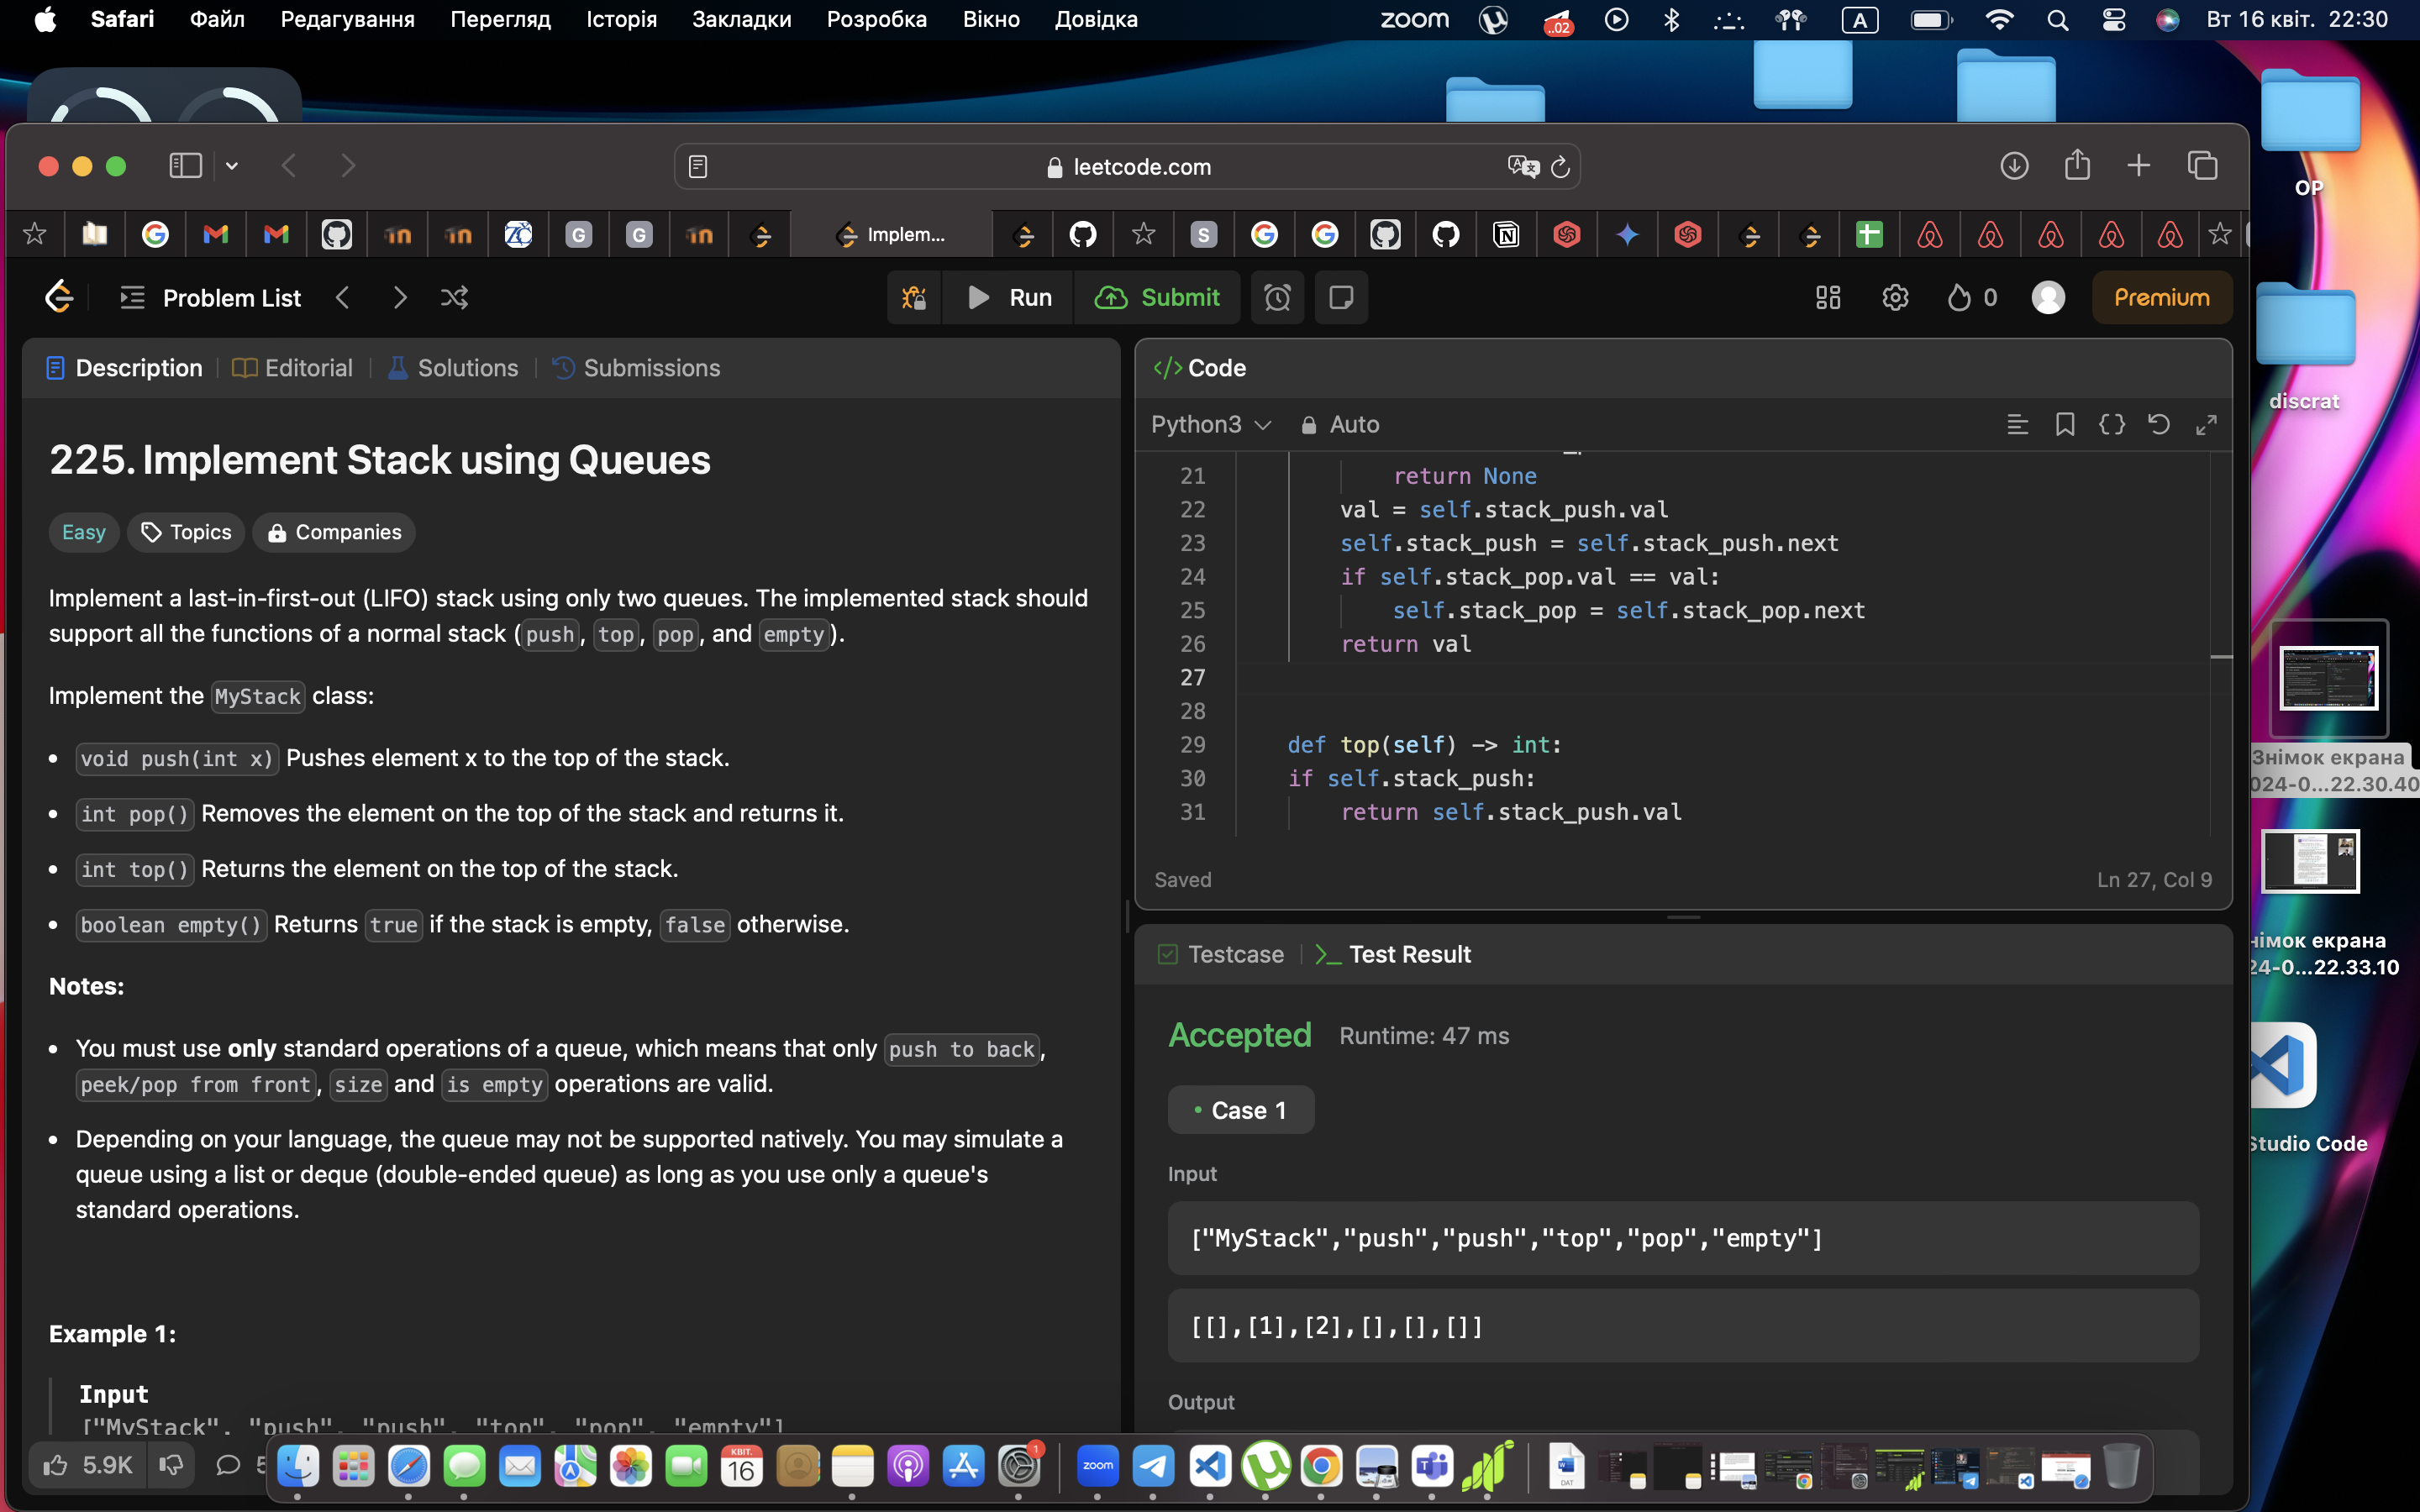 Safari Файл Редагування Перегляд Історія Закладки Розробка Вікно Довідка zoom ..02 A Вт 16 квіт. 22:30
leetcode.com
Implem...
Problem List Run Submit 0 Premium
Description Editorial Solutions Submissions
225. Implement Stack using Queues
Easy Topics Companies
Implement a last-in-first-out (LIFO) stack using only two queues. The implemented stack should
support all the functions of a normal stack (push, top, pop, and empty).
Implement the MyStack class:
• void push(int x) Pushes element x to the top of the stack.
• int pop() Removes the element on the top of the stack and returns it.
• int top() Returns the element on the top of the stack.
• boolean empty() Returns true if the stack is empty, false otherwise.
Notes:
• You must use only standard operations of a queue, which means that only push to back,
peek/pop from front, size and is empty operations are valid.
• Depending on your language, the queue may not be supported natively. You may simulate a
queue using a list or deque (double-ended queue) as long as you use only a queue's
standard operations.
Example 1:
Input
["MyStack", "push", "push", "top", "pop", "empty"]
5.9K
</> Code
Python3 Auto
21 return None
22 val = self.stack_push.val
23 self.stack_push = self.stack_push.next
24 if self.stack_pop.val == val:
25 self.stack_pop = self.stack_pop.next
26 return val
27
28
29 def top(self) -> int:
30 if self.stack_push:
31 return self.stack_push.val
Saved Ln 27, Col 9
Testcase Test Result
Accepted Runtime: 47 ms
• Case 1
Input
["MyStack","push","push","top","pop","empty"]
[[],[1],[2],[],[],[]]
Output
OP
discrat
Знімок екрана
024-0...22.30.40
німок екрана
24-0...22.33.10
Studio Code
КВІТ.
16
1
zoom
DAT